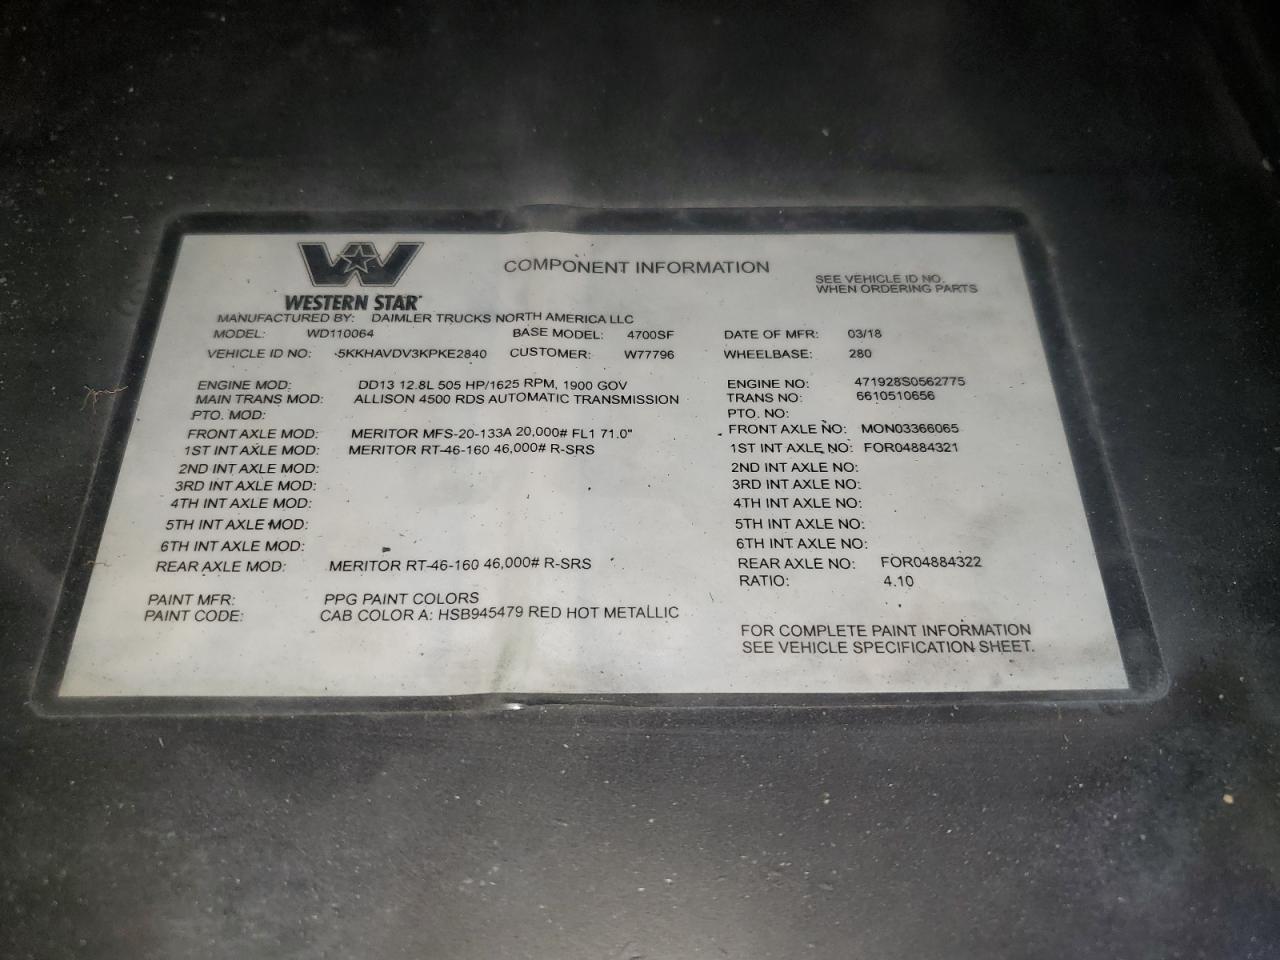 WESTERN STAR
COMPONENT INFORMATION
SEE VEHICLE ID NO.
WHEN ORDERING PARTS
MANUFACTURED BY: DAIMLER TRUCKS NORTH AMERICA LLC
MODEL: WD110064 BASE MODEL: 4700SF DATE OF MFR: 03/18
VEHICLE ID NO: 5KKHAVDV3KPKE2840 CUSTOMER: W77796 WHEELBASE: 280
ENGINE MOD: DD13 12.8L 505 HP/1625 RPM, 1900 GOV ENGINE NO: 471928S0562775
MAIN TRANS MOD: ALLISON 4500 RDS AUTOMATIC TRANSMISSION TRANS NO: 6610510656
PTO. MOD: PTO. NO:
FRONT AXLE MOD: MERITOR MFS-20-133A 20,000# FL1 71.0" FRONT AXLE NO: MON03366065
1ST INT AXLE MOD: MERITOR RT-46-160 46,000# R-SRS 1ST INT AXLE NO: FOR04884321
2ND INT AXLE MOD: 2ND INT AXLE NO:
3RD INT AXLE MOD: 3RD INT AXLE NO:
4TH INT AXLE MOD: 4TH INT AXLE NO:
5TH INT AXLE MOD: 5TH INT AXLE NO:
6TH INT AXLE MOD: 6TH INT AXLE NO:
REAR AXLE MOD: MERITOR RT-46-160 46,000# R-SRS REAR AXLE NO: FOR04884322
RATIO: 4.10
PAINT MFR: PPG PAINT COLORS
PAINT CODE: CAB COLOR A: HSB945479 RED HOT METALLIC
FOR COMPLETE PAINT INFORMATION
SEE VEHICLE SPECIFICATION SHEET.